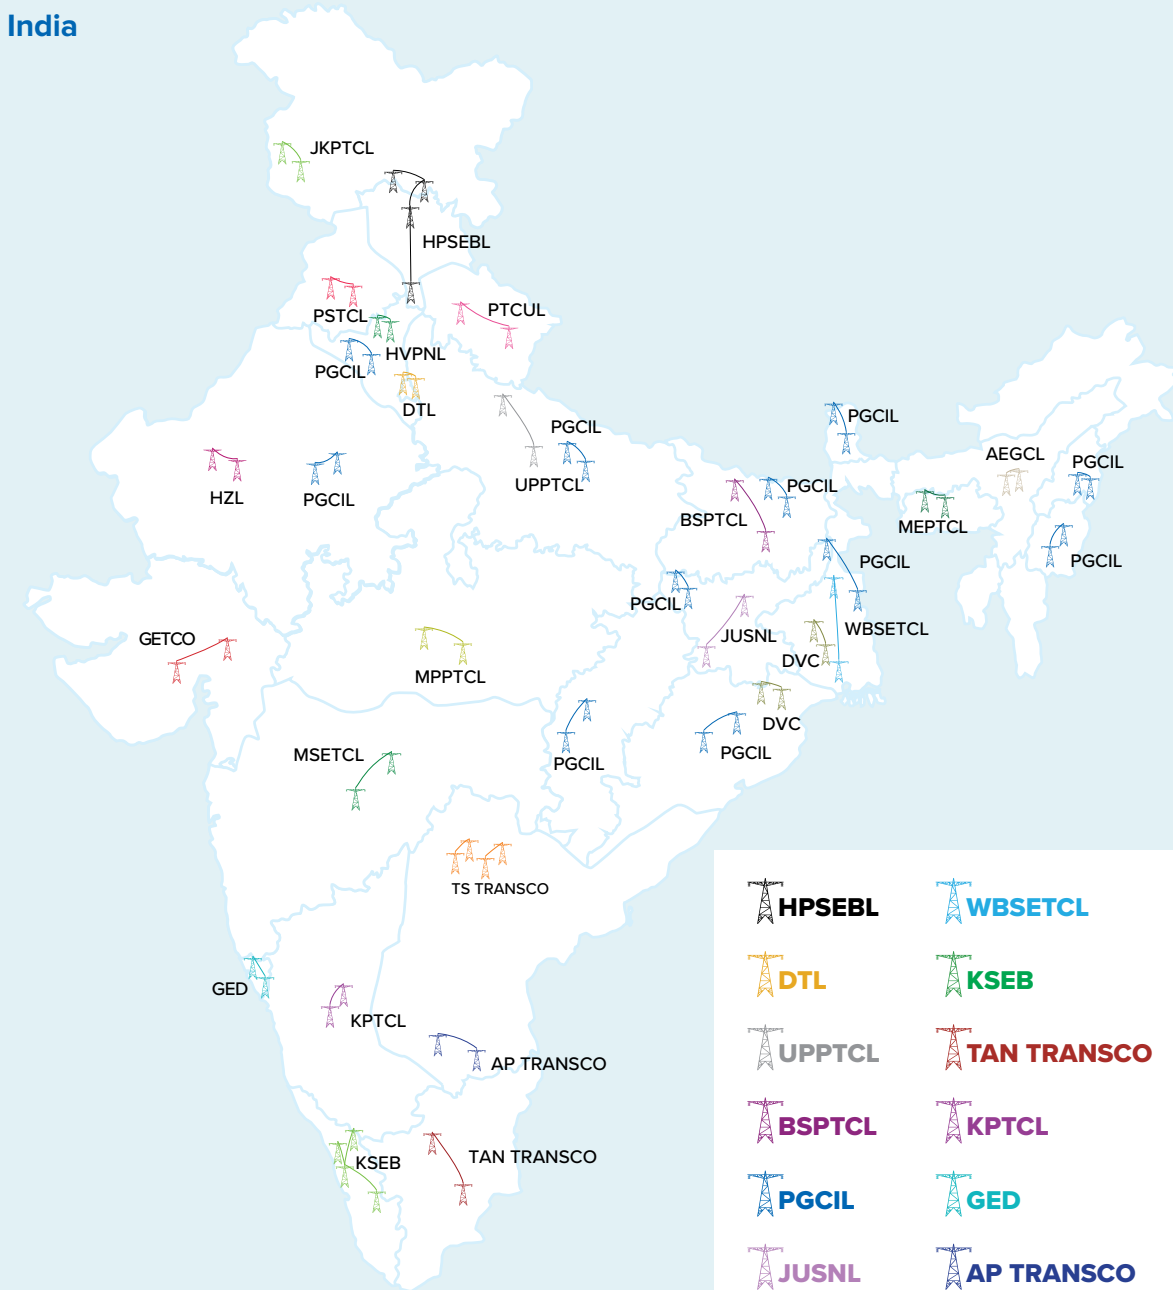 India
JKPTCL
HPSEBL
PTCUL
PSTCL
HVPNL
PGCIL
DTL
PGCIL
PGCIL
UPPTCL
AEGCL
PGCIL
HZL
PGCIL
PGCIL
BSPTCL
MEPTCL
PGCIL
PGCIL
PGCIL
WBSETCL
GETCO
JUSNL
DVC
MPPTCL
DVC
MSETCL
PGCIL
PGCIL
TS TRANSCO
GED
KPTCL
AP TRANSCO
KSEB
TAN TRANSCO
HPSEBL
WBSETCL
DTL
KSEB
UPPTCL
TAN TRANSCO
BSPTCL
KPTCL
PGCIL
GED
JUSNL
AP TRANSCO